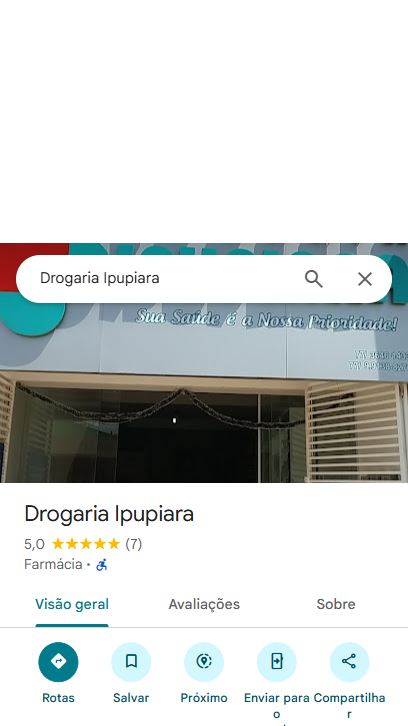 Drogaria Ipupiara
Sua Saúde é a Nossa Prioridade!
Drogaria Ipupiara
5,0 (7)
Farmácia ·
Visão geral Avaliações Sobre
Rotas Salvar Próximo Enviar para Compartilha
o r